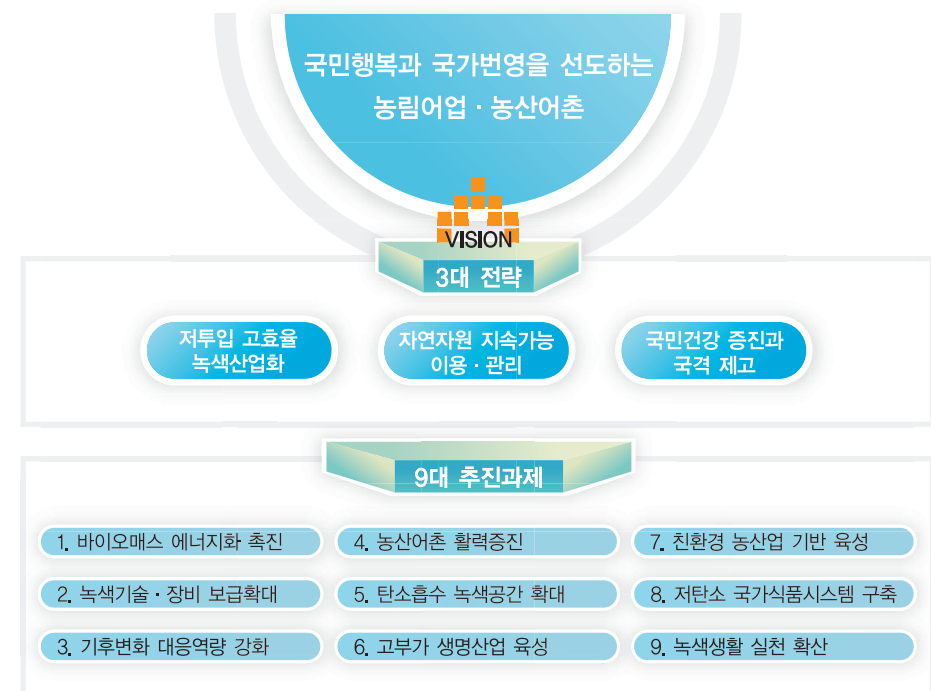 국민행복과 국가번영을 선도하는
농림어업 · 농산어촌
VISION
3대 전략
저투입 고효율
녹색산업화
자연자원 지속가능
이용 · 관리
국민건강 증진과
국격 제고
9대 추진과제
1. 바이오매스 에너지화 촉진
2. 녹색기술 · 장비 보급확대
3. 기후변화 대응역량 강화
4. 농산어촌 활력증진
5. 탄소흡수 녹색공간 확대
6. 고부가 생명산업 육성
7. 친환경 농산업 기반 육성
8. 저탄소 국가식품시스템 구축
9. 녹색생활 실천 확산